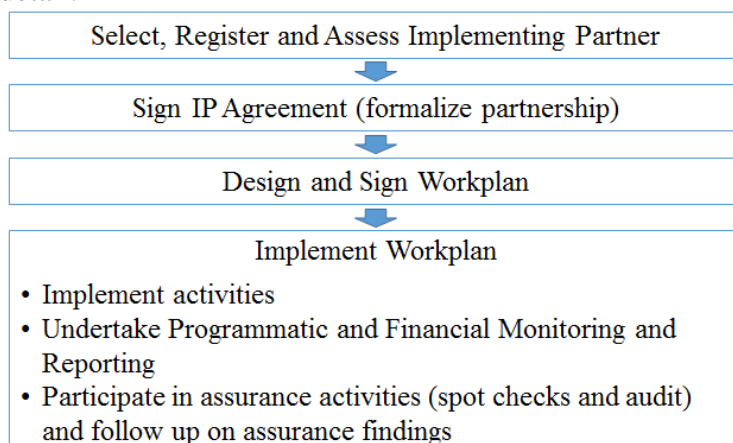 Select, Register and Assess Implementing Partner
Sign IP Agreement (formalize partnership)
Design and Sign Workplan
Implement Workplan
• Implement activities
• Undertake Programmatic and Financial Monitoring and
Reporting
• Participate in assurance activities (spot checks and audit)
and follow up on assurance findings